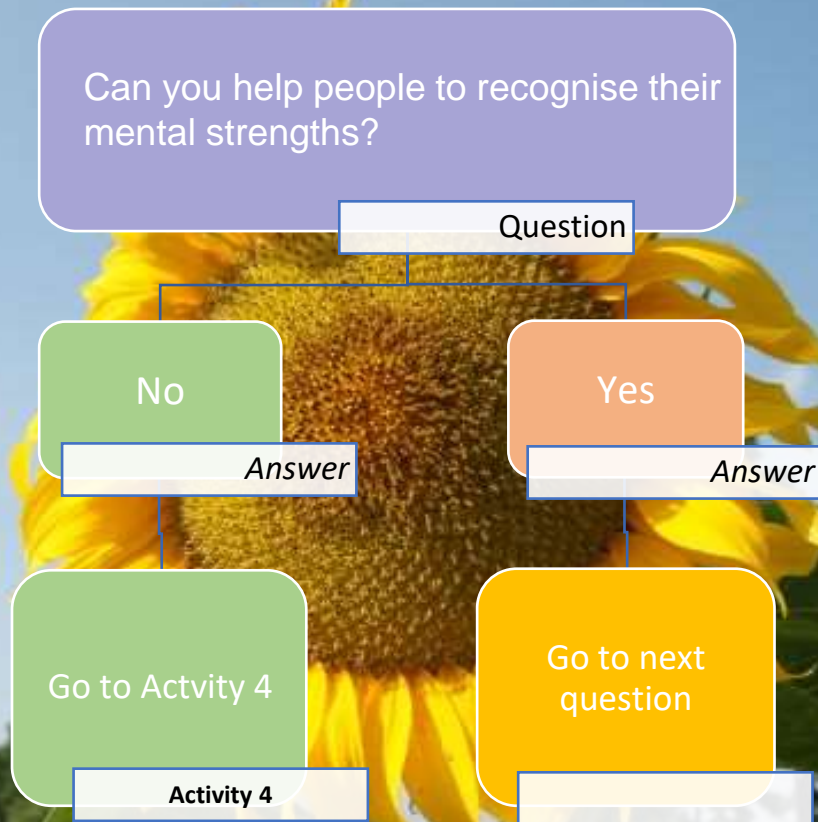 Can you help people to recognise their
mental strengths?
Question
No
Answer
Yes
Answer
Go to Actvity 4
Activity 4
Go to next
question